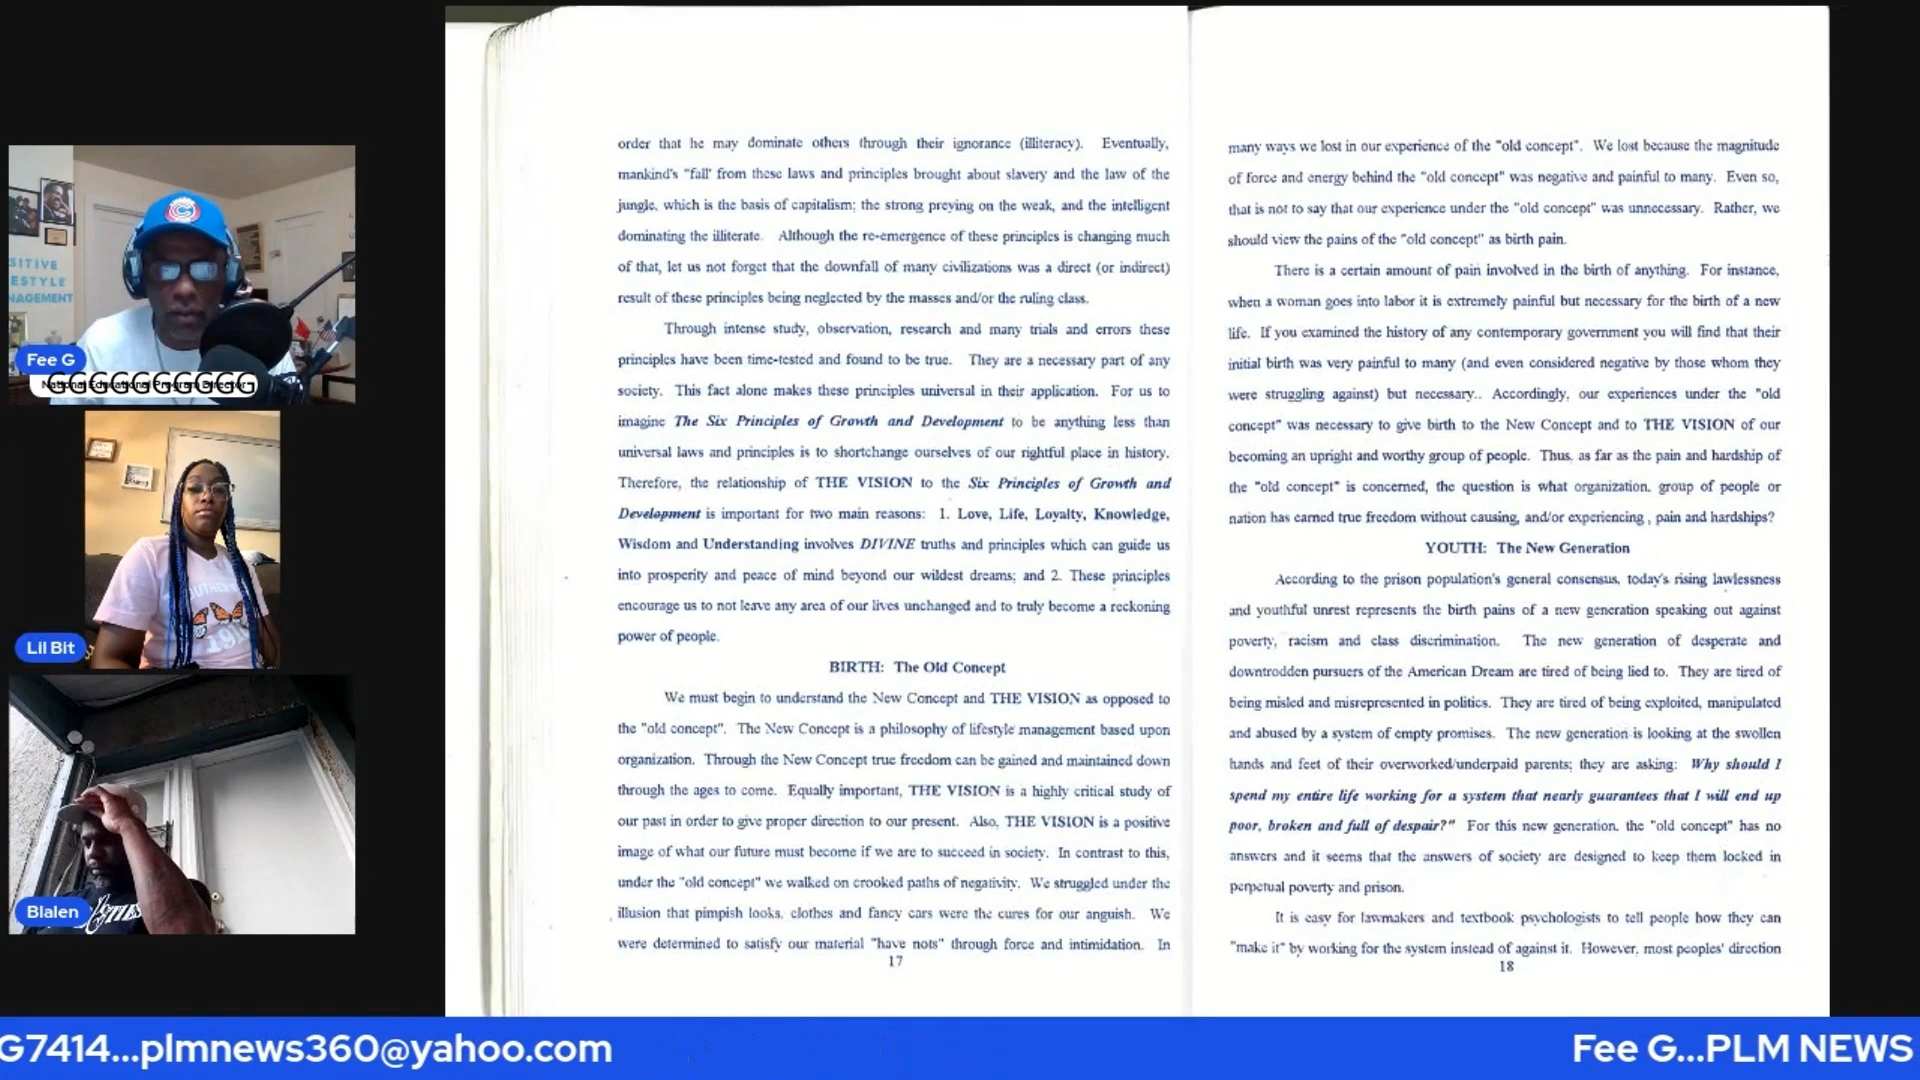 SITIVE
ESTYLE
NAGEMENT
Fee G
National Educational Program Director
GGGGGGGGGG
Lil Bit
Blalen
order that he may dominate others through their ignorance (illiteracy). Eventually,
mankind's "fall' from these laws and principles brought about slavery and the law of the
jungle, which is the basis of capitalism; the strong preying on the weak, and the intelligent
dominating the illiterate. Although the re-emergence of these principles is changing much
of that, let us not forget that the downfall of many civilizations was a direct (or indirect)
result of these principles being neglected by the masses and/or the ruling class.
Through intense study, observation, research and many trials and errors these
principles have been time-tested and found to be true. They are a necessary part of any
society. This fact alone makes these principles universal in their application. For us to
imagine The Six Principles of Growth and Development to be anything less than
universal laws and principles is to shortchange ourselves of our rightful place in history.
Therefore, the relationship of THE VISION to the Six Principles of Growth and
Development is important for two main reasons: 1. Love, Life, Loyalty, Knowledge,
Wisdom and Understanding involves DIVINE truths and principles which can guide us
into prosperity and peace of mind beyond our wildest dreams; and 2. These principles
encourage us to not leave any area of our lives unchanged and to truly become a reckoning
power of people.
BIRTH: The Old Concept
We must begin to understand the New Concept and THE VISION as opposed to
the "old concept". The New Concept is a philosophy of lifestyle management based upon
organization. Through the New Concept true freedom can be gained and maintained down
through the ages to come. Equally important, THE VISION is a highly critical study of
our past in order to give proper direction to our present. Also, THE VISION is a positive
image of what our future must become if we are to succeed in society. In contrast to this,
under the "old concept" we walked on crooked paths of negativity. We struggled under the
illusion that pimpish looks, clothes and fancy cars were the cures for our anguish. We
were determined to satisfy our material "have nots" through force and intimidation. In
17
many ways we lost in our experience of the "old concept". We lost because the magnitude
of force and energy behind the "old concept" was negative and painful to many. Even so,
that is not to say that our experience under the "old concept" was unnecessary. Rather, we
should view the pains of the "old concept" as birth pain.
There is a certain amount of pain involved in the birth of anything. For instance,
when a woman goes into labor it is extremely painful but necessary for the birth of a new
life. If you examined the history of any contemporary government you will find that their
initial birth was very painful to many (and even considered negative by those whom they
were struggling against) but necessary.. Accordingly, our experiences under the "old
concept" was necessary to give birth to the New Concept and to THE VISION of our
becoming an upright and worthy group of people. Thus, as far as the pain and hardship of
the "old concept" is concerned, the question is what organization, group of people or
nation has earned true freedom without causing, and/or experiencing , pain and hardships?
YOUTH: The New Generation
According to the prison population's general consensus, today's rising lawlessness
and youthful unrest represents the birth pains of a new generation speaking out against
poverty, racism and class discrimination. The new generation of desperate and
downtrodden pursuers of the American Dream are tired of being lied to. They are tired of
being misled and misrepresented in politics. They are tired of being exploited, manipulated
and abused by a system of empty promises. The new generation is looking at the swollen
hands and feet of their overworked/underpaid parents; they are asking: Why should I
spend my entire life working for a system that nearly guarantees that I will end up
poor, broken and full of despair?" For this new generation, the "old concept" has no
answers and it seems that the answers of society are designed to keep them locked in
perpetual poverty and prison.
It is easy for lawmakers and textbook psychologists to tell people how they can
"make it" by working for the system instead of against it. However, most peoples' direction
18
G7414...plmnews360@yahoo.com
Fee G...PLM NEWS